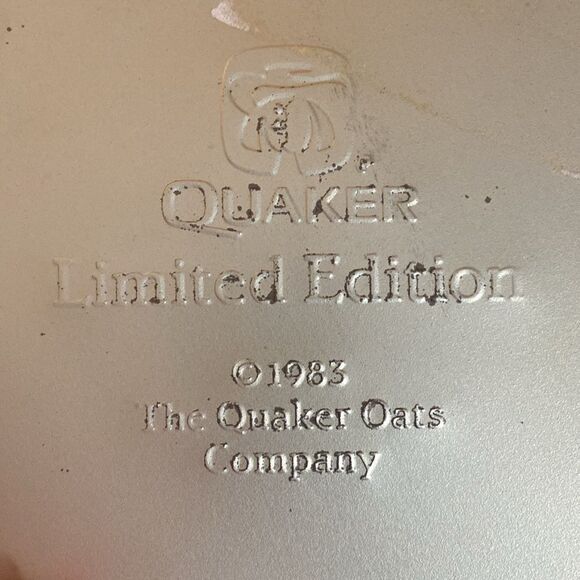 QUAKER
Limited Edition
© 1983
The Quaker Oats
Company